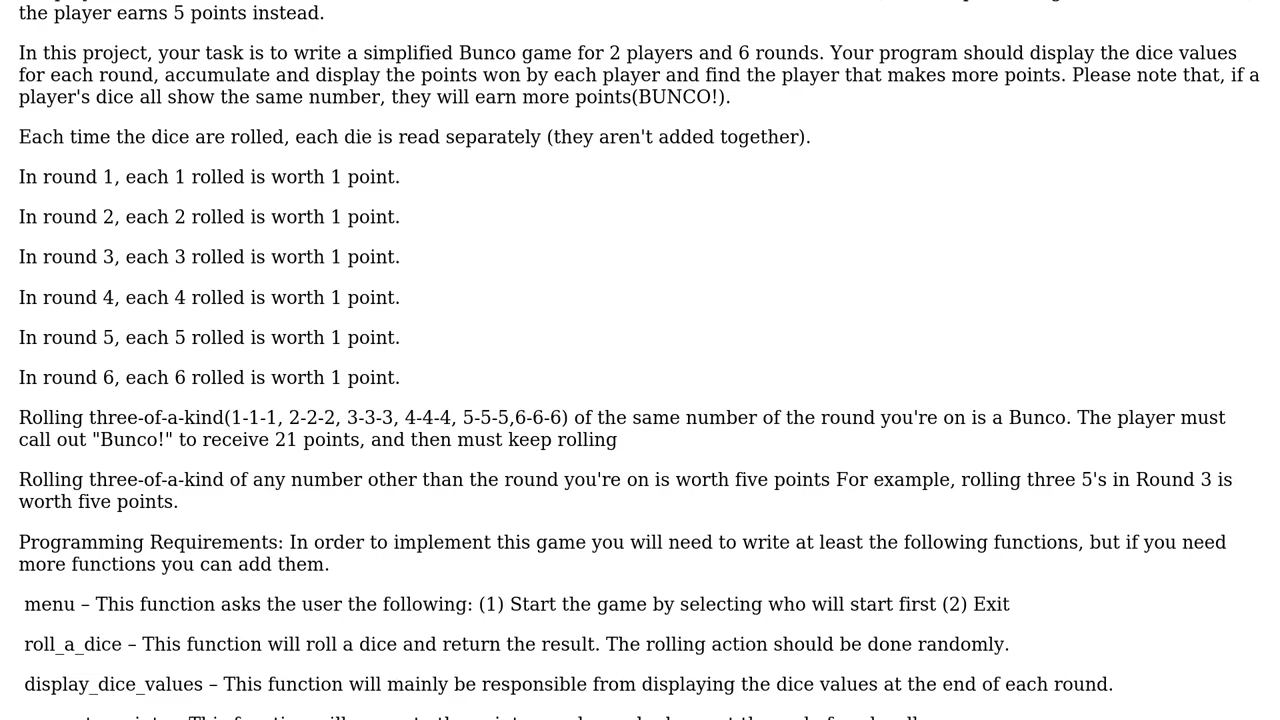 the player earns 5 points instead.
In this project, your task is to write a simplified Bunco game for 2 players and 6 rounds. Your program should display the dice values
for each round, accumulate and display the points won by each player and find the player that makes more points. Please note that, if a
player's dice all show the same number, they will earn more points(BUNCO!).
Each time the dice are rolled, each die is read separately (they aren't added together).
In round 1, each 1 rolled is worth 1 point.
In round 2, each 2 rolled is worth 1 point.
In round 3, each 3 rolled is worth 1 point.
In round 4, each 4 rolled is worth 1 point.
In round 5, each 5 rolled is worth 1 point.
In round 6, each 6 rolled is worth 1 point.
Rolling three-of-a-kind(1-1-1, 2-2-2, 3-3-3, 4-4-4, 5-5-5,6-6-6) of the same number of the round you're on is a Bunco. The player must
call out "Bunco!" to receive 21 points, and then must keep rolling
Rolling three-of-a-kind of any number other than the round you're on is worth five points For example, rolling three 5's in Round 3 is
worth five points.
Programming Requirements: In order to implement this game you will need to write at least the following functions, but if you need
more functions you can add them.
menu – This function asks the user the following: (1) Start the game by selecting who will start first (2) Exit
roll_a_dice – This function will roll a dice and return the result. The rolling action should be done randomly.
display_dice_values – This function will mainly be responsible from displaying the dice values at the end of each round.